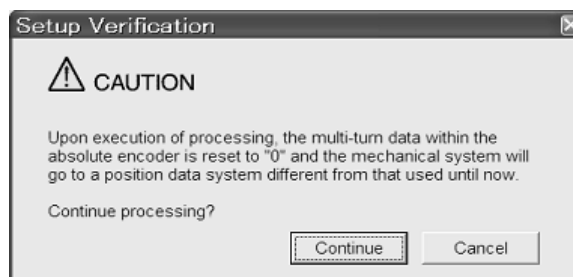 Setup Verification
CAUTION
Upon execution of processing, the multi-turn data within the
absolute encoder is reset to "0" and the mechanical system will
go to a position data system different from that used until now.
Continue processing?
Continue Cancel